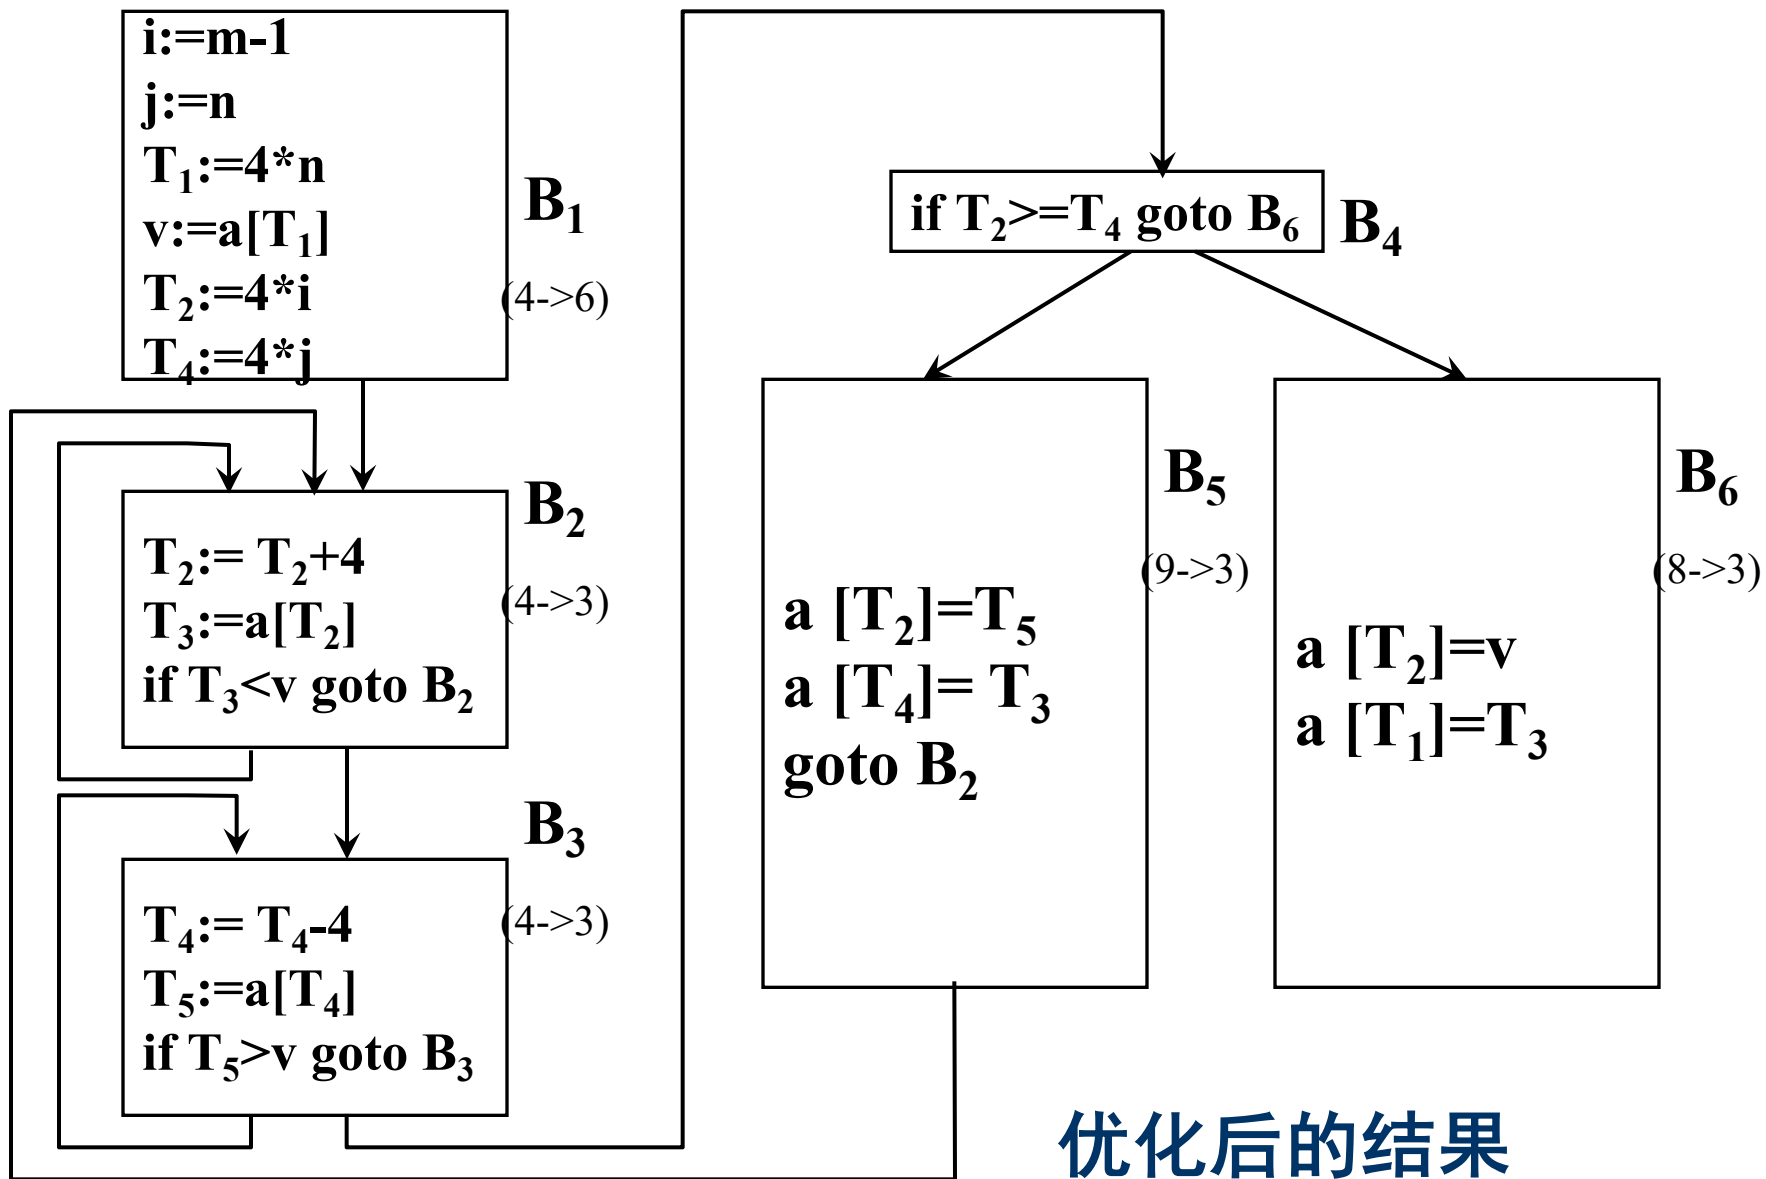 i:=m-1
j:=n
T₁:=4*n
v:=a[T₁]
T₂:=4*i
T₄:=4*j
B₁
(4->6)
T₂:= T₂+4
T₃:=a[T₂]
if T₃<v goto B₂
B₂
(4->3)
T₄:= T₄-4
T₅:=a[T₄]
if T₅>v goto B₃
B₃
(4->3)
if T₂>=T₄ goto B₆
B₄
a [T₂]=T₅
a [T₄]= T₃
goto B₂
B₅
(9->3)
a [T₂]=v
a [T₁]=T₃
B₆
(8->3)
优化后的结果